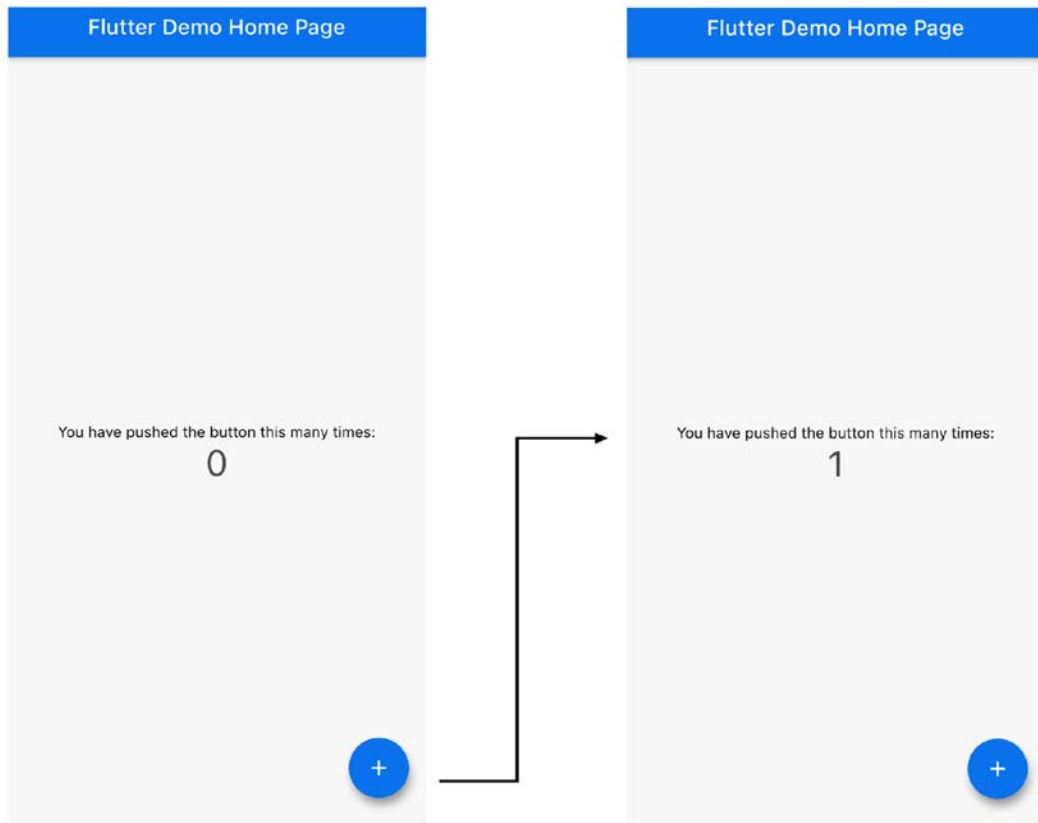 Flutter Demo Home Page
You have pushed the button this many times:
0
+
Flutter Demo Home Page
You have pushed the button this many times:
1
+